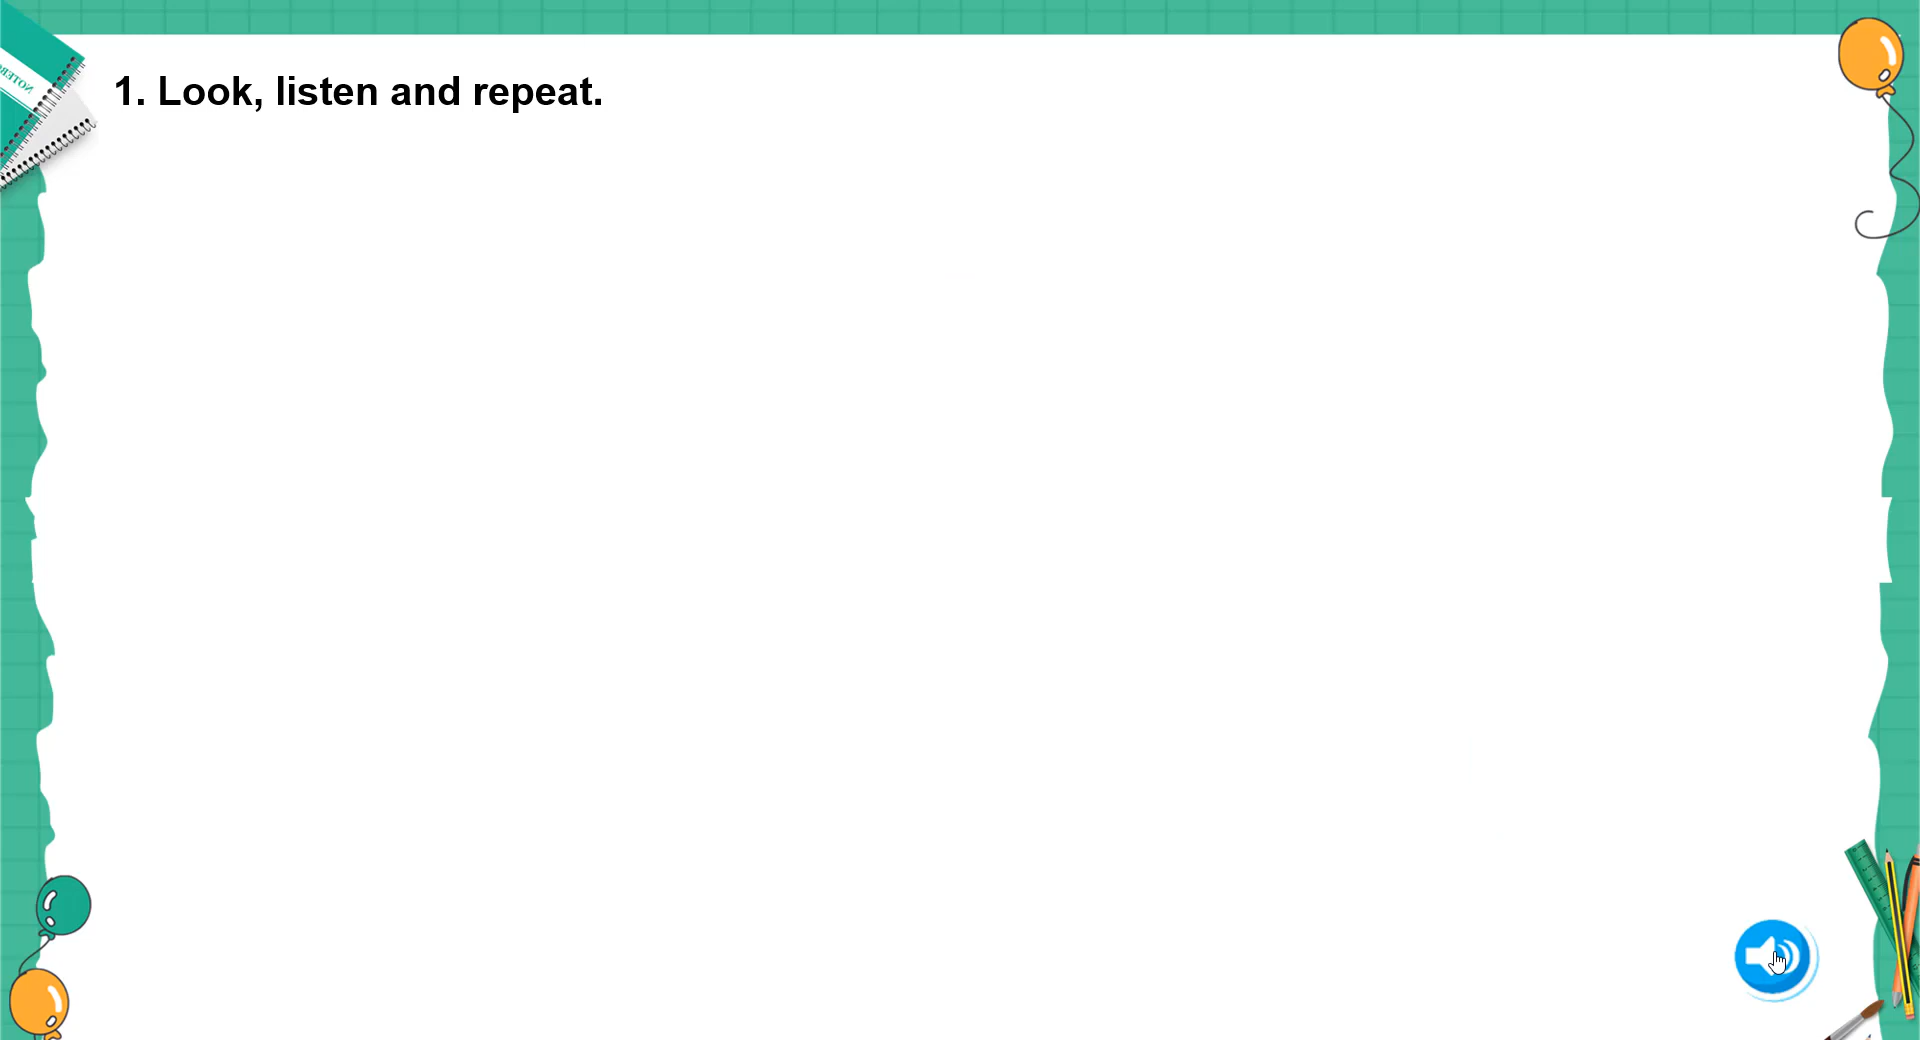 1. Look, listen and repeat.